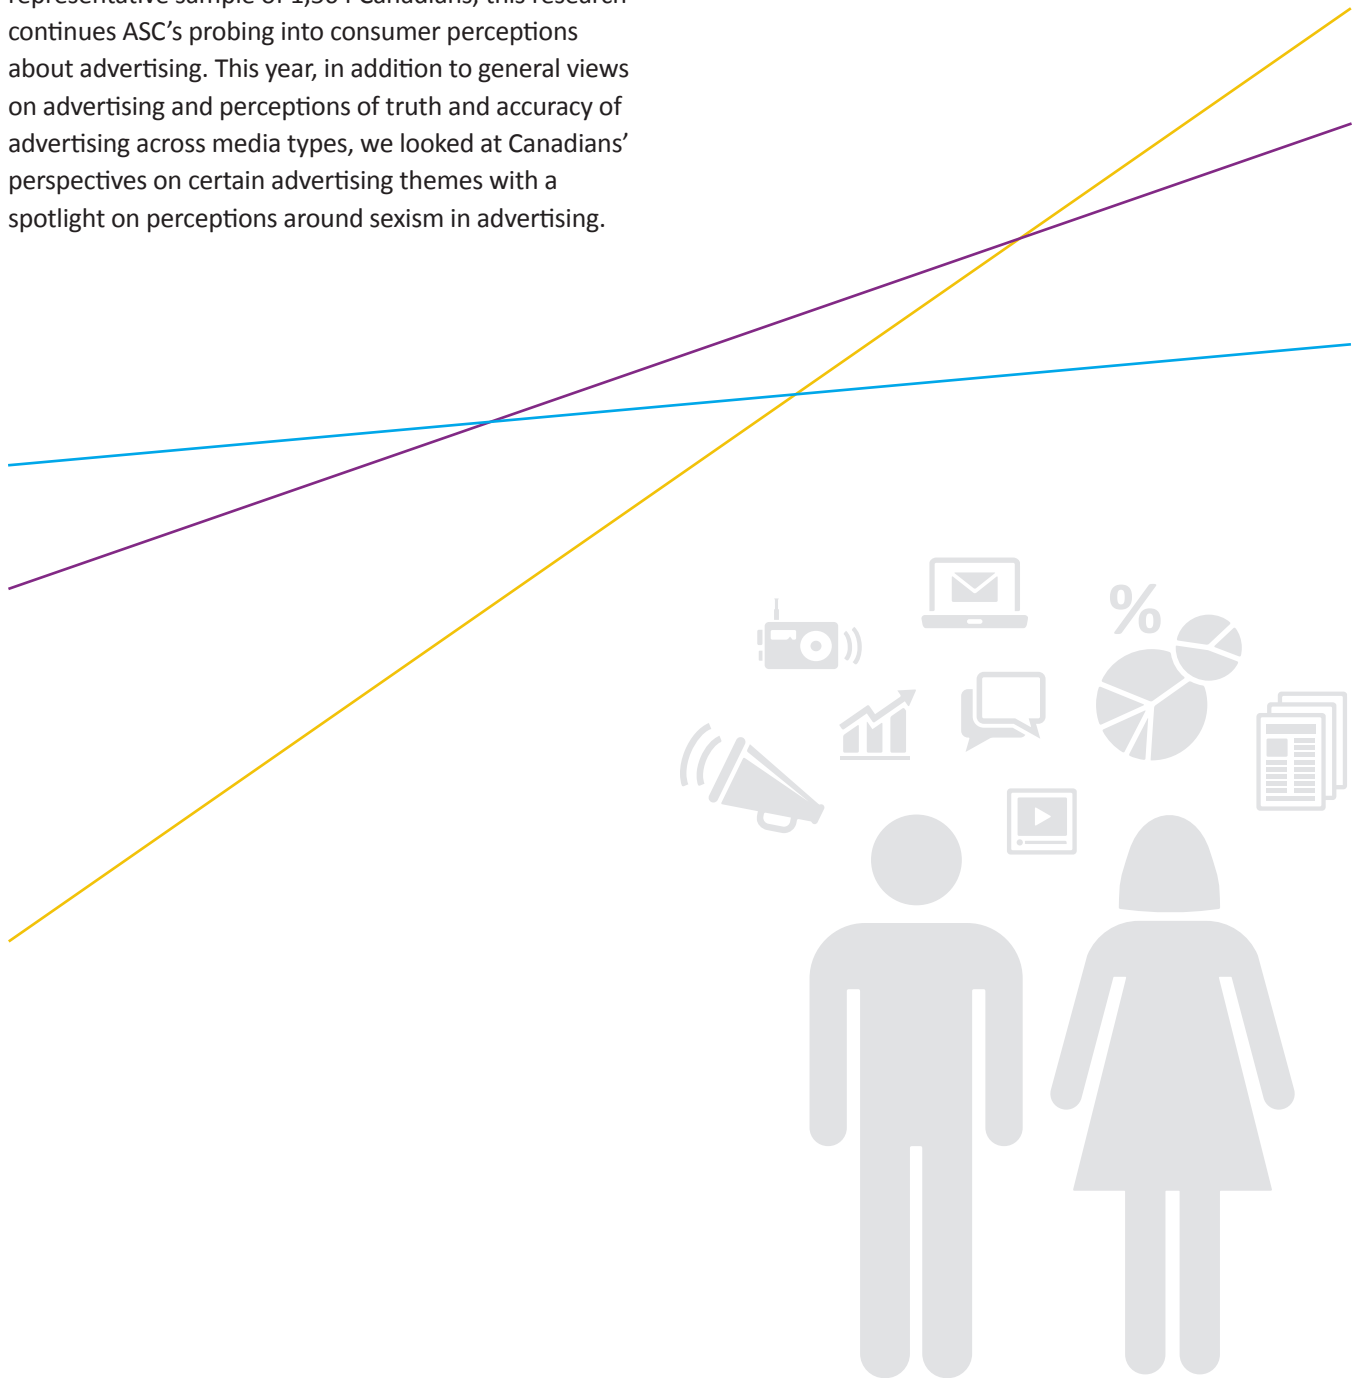 continues ASC’s probing into consumer perceptions
about advertising. This year, in addition to general views
on advertising and perceptions of truth and accuracy of
advertising across media types, we looked at Canadians’
perspectives on certain advertising themes with a
spotlight on perceptions around sexism in advertising.
%